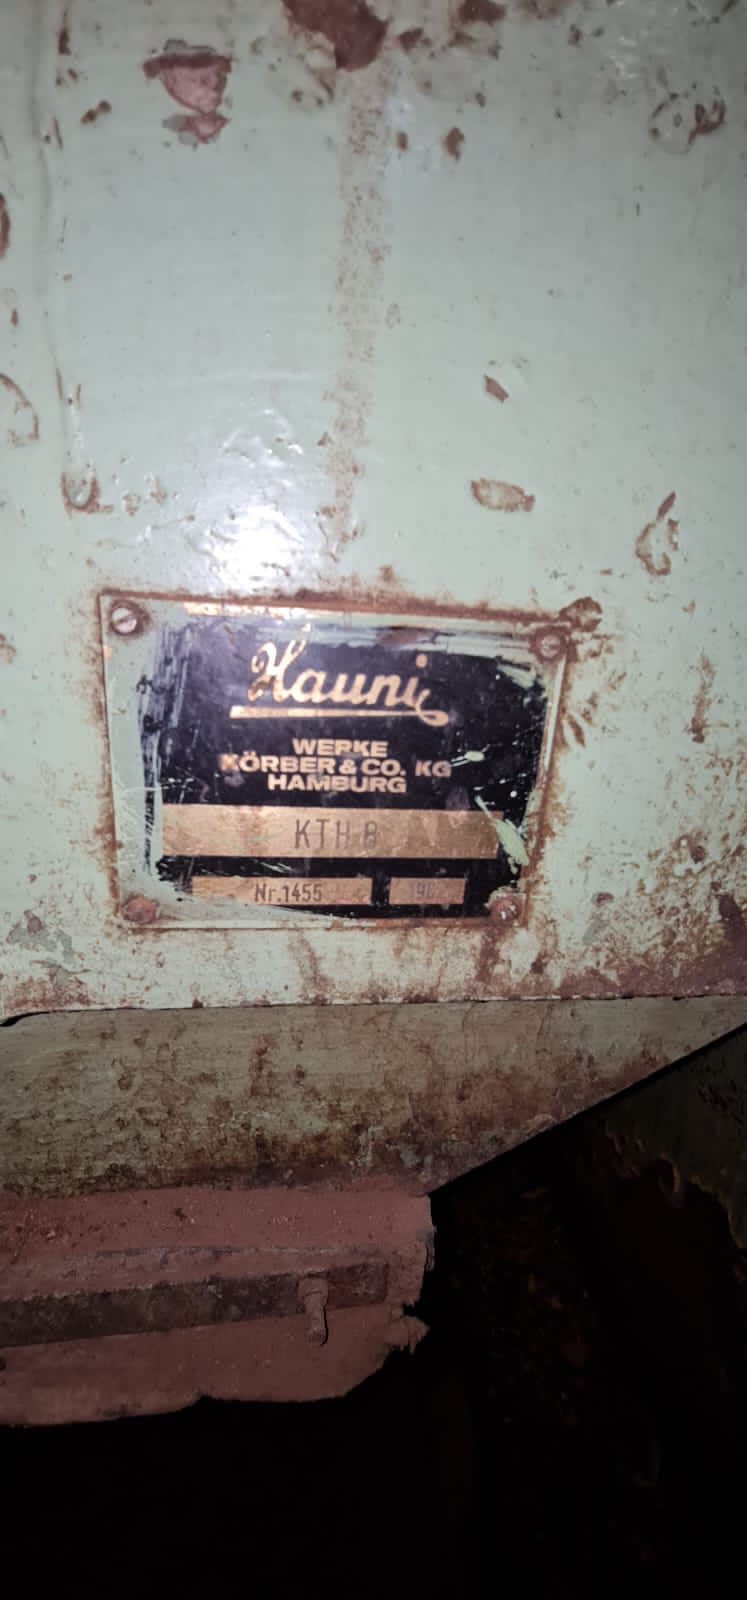 Hauni
WERKE
KÖRBER & CO. KG
HAMBURG
KTH 8
Nr.1455